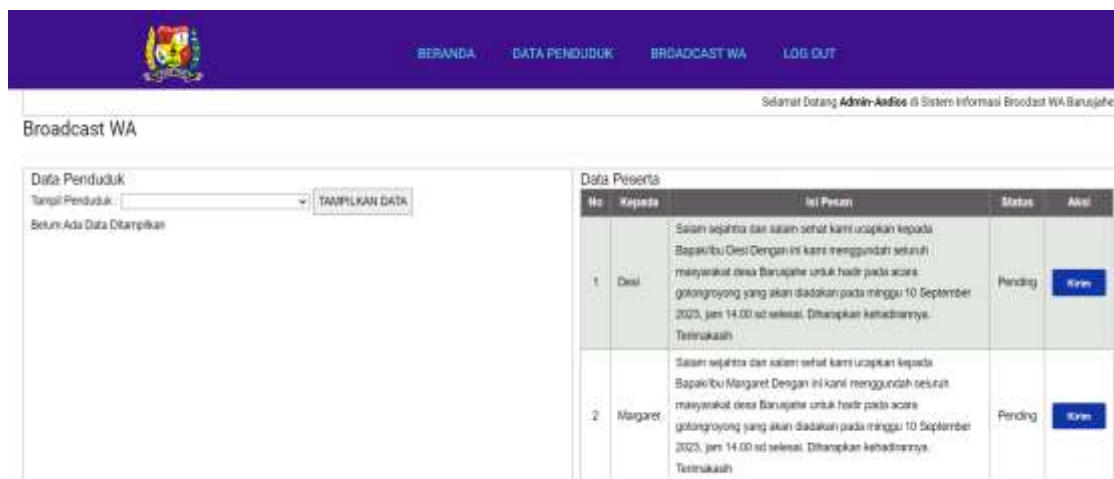 BERANDA DATA PENDUDUK BROADCAST WA LOG OUT
Selamat Datang Admin-Andios di Sistem Informasi Broodast WA Barusjahe
Broadcast WA
Data Penduduk
Tampil Penduduk : TAMPILKAN DATA
Belum Ada Data Ditampilkan
Data Peserta
No Kepada Isi Pesan Status Aksi
Salam sejahtra dan salam sehat kami ucapkan kepada
Bapak/Ibu Desi Dengan ini kami menggundah seluruh
masyarakat desa Barusjahe untuk hadir pada acara
1 Desi gotongroyong yang akan diadakan pada minggu 10 September Pending Kirim
2023, jam 14.00 sd selesai. Diharapkan kehadirannya.
Terimakasih
Salam sejahtra dan salam sehat kami ucapkan kepada
Bapak/Ibu Margaret Dengan ini kami menggundah seluruh
masyarakat desa Barusjahe untuk hadir pada acara
2 Margaret gotongroyong yang akan diadakan pada minggu 10 September Pending Kirim
2023, jam 14.00 sd selesai. Diharapkan kehadirannya.
Terimakasih